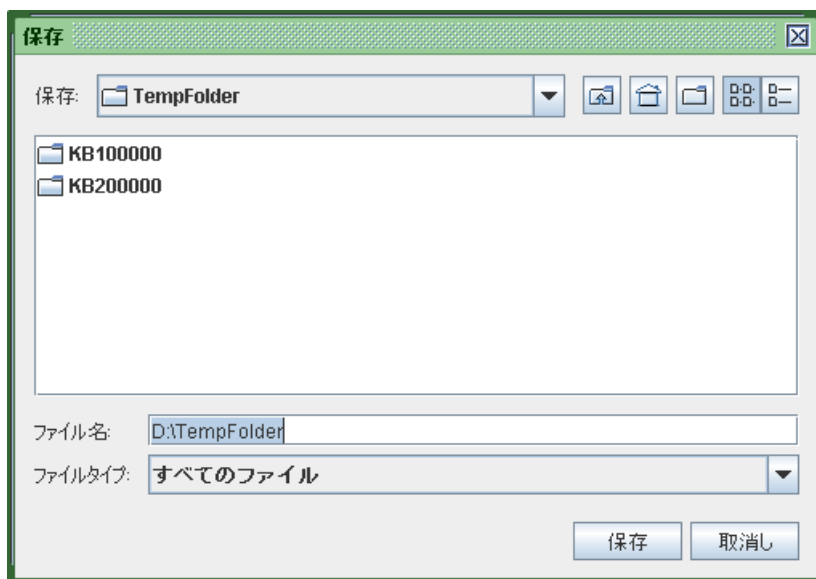 保存
保存: TempFolder
KB100000
KB200000
ファイル名: D:\TempFolder
ファイルタイプ: すべてのファイル
保存 取消し